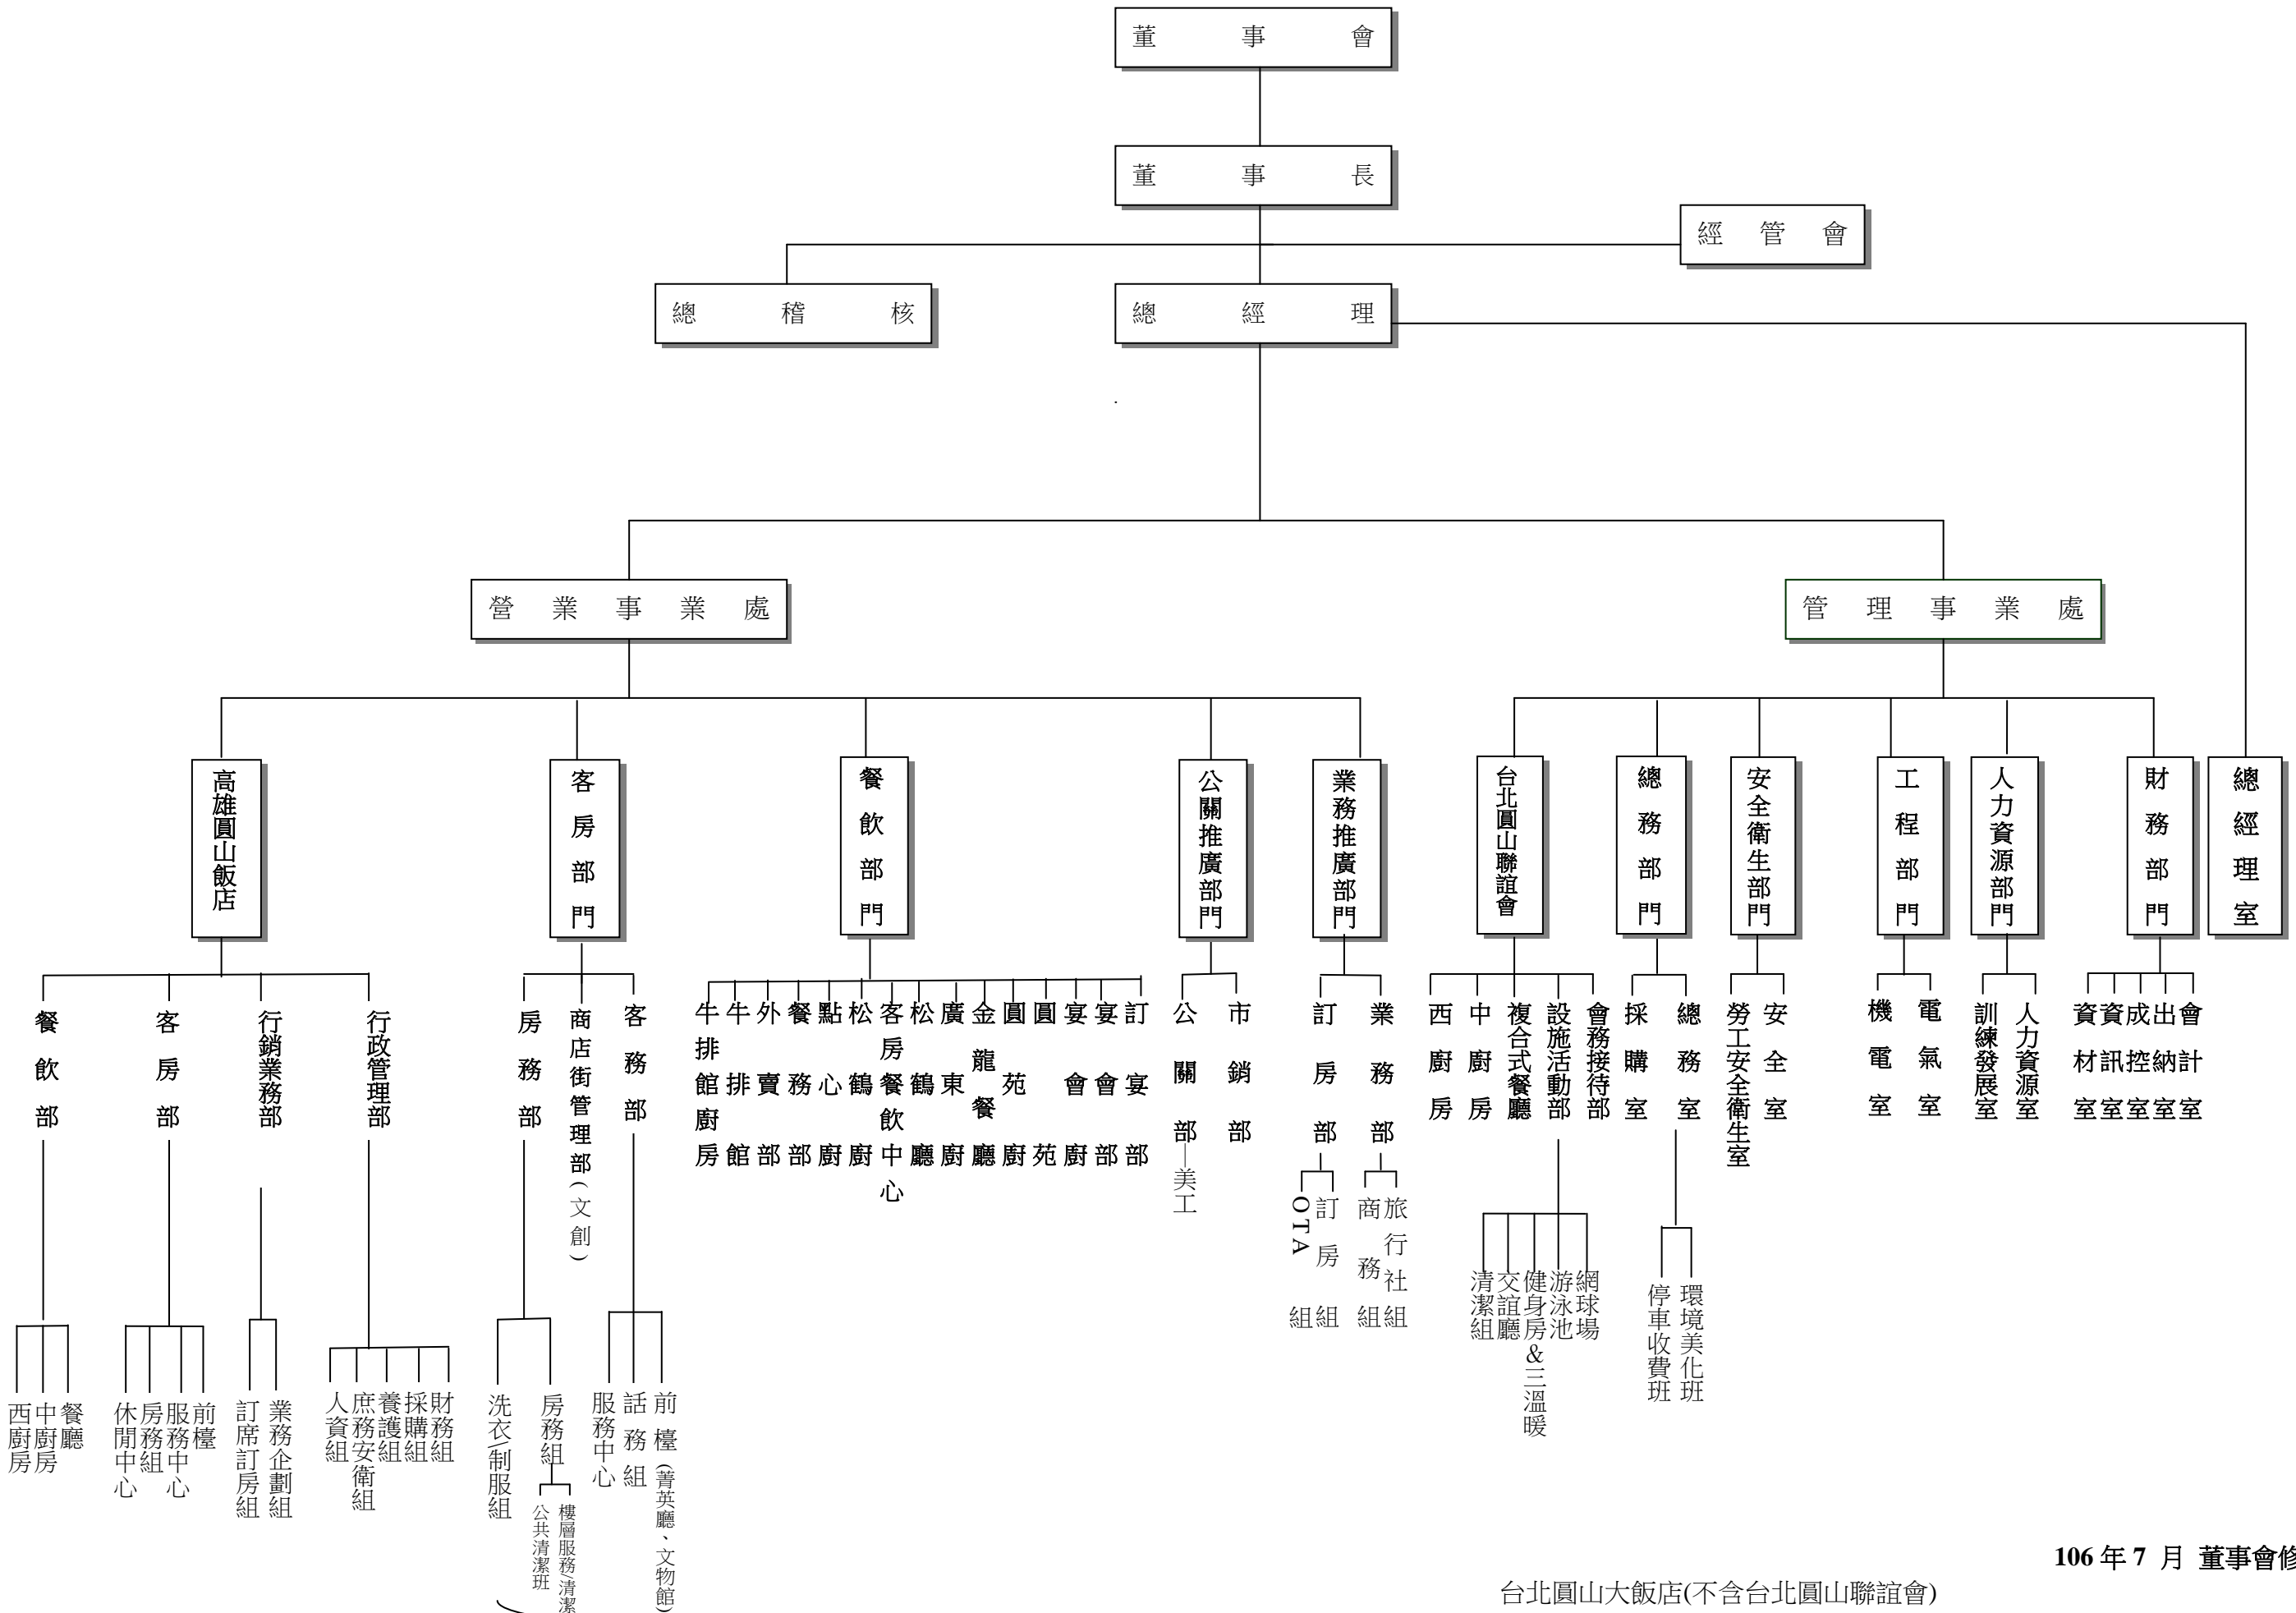 董事會
董事長
經管會
總稽核
總經理
營業事業處
管理事業處
高雄圓山飯店
客房部門
餐飲部門
公關推廣部門
業務推廣部門
台北圓山聯誼會
總務部門
安全衛生部門
工程部門
人力資源部門
財務部門
總經理室
餐飲部
客房部
行銷業務部
行政管理部
房務部
商店街管理部(文創)
客務部
牛排館廚房
牛排館
外賣部
餐務部
點心廚
松鶴廚
客房餐飲中心
松鶴廳
廣東廚
金龍餐廳
圓苑廚
圓苑
宴會廚
宴會部
訂宴部
公關部—美工
市銷部
訂房部
業務部
西廚房
中廚房
複合式餐廳
設施活動部
會務接待部
採購室
總務室
勞工安全衛生室
安全室
機電室
電氣室
訓練發展室
人力資源室
資材室
資訊室
成控室
出納室
會計室
OTA組
訂房組
商務組
旅行社組
清潔組
交誼廳
健身房&三溫暖
游泳池
網球場
停車收費班
環境美化班
西廚房
中廚房
餐廳
休閒中心
房務組
服務中心
前檯
訂席訂房組
業務企劃組
人資組
庶務安衛組
養護組
採購組
財務組
洗衣/制服組
房務組
服務中心
話務組
前檯(菁英廳、文物館)
公共清潔班
樓層服務/清潔
106年7 月 董事會修
台北圓山大飯店(不含台北圓山聯誼會)